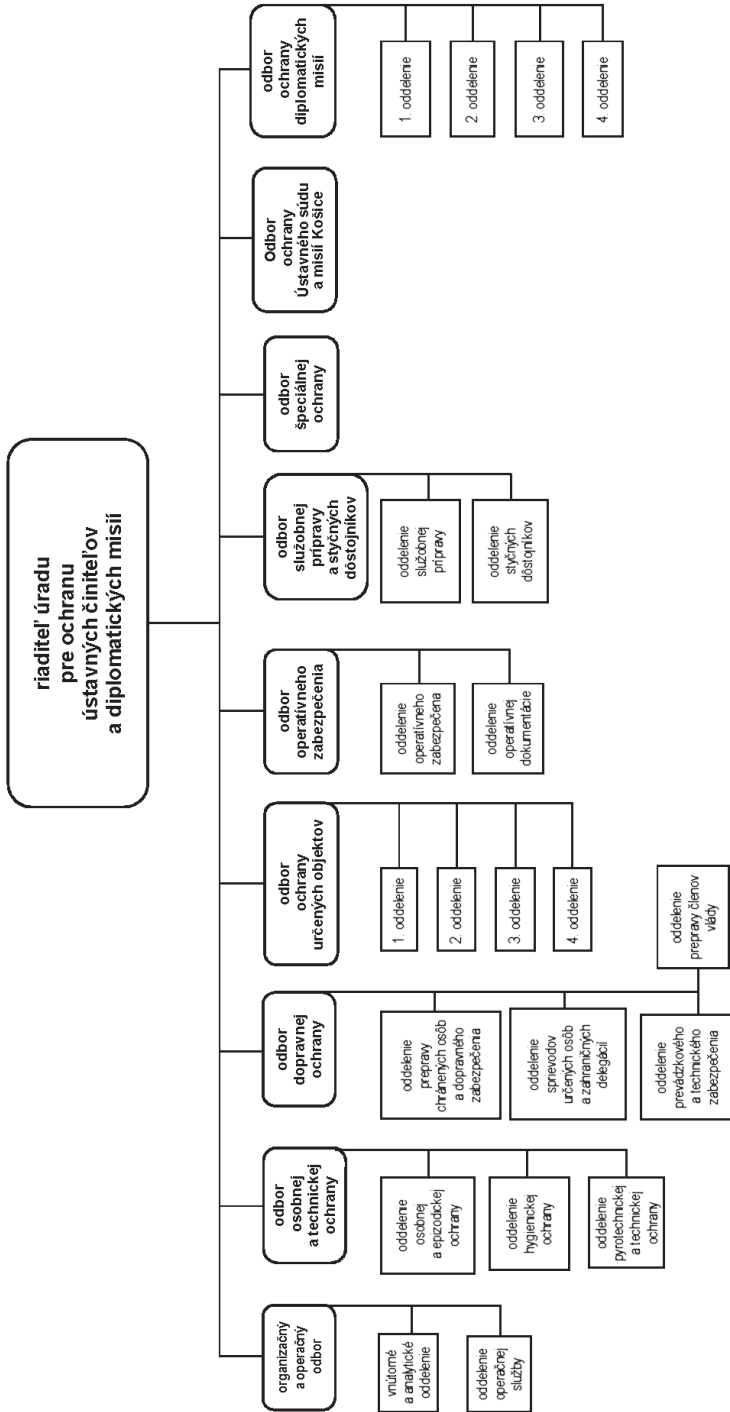 riaditeľ úradu
pre ochranu
ústavných činiteľov
a diplomatických misií
organizačný
a operačný
odbor
vnútorné
a analytické
oddelenie
oddelenie
operačnej
služby
odbor
osobnej
a technickej
ochrany
oddelenie
osobnej
a epizodickej
ochrany
oddelenie
hygienickej
ochrany
oddelenie
pyrotechnickej
a technickej
ochrany
odbor
dopravnej
ochrany
oddelenie
prepravy
chránených osôb
a dopravného
zabezpečenia
oddelenie
sprievodov
určených osôb
a zahraničných
delegácií
oddelenie
prevádzkového
a technického
zabezpečenia
oddelenie
prepravy členov
vlády
odbor
ochrany
určených objektov
1. oddelenie
2. oddelenie
3. oddelenie
4. oddelenie
odbor
operatívneho
zabezpečenia
oddelenie
operatívneho
zabezpečena
oddelenie
operatívnej
dokumentácie
odbor
služobnej
prípravy
a styčných
dôstojníkov
oddelenie
služobnej
prípravy
oddelenie
styčných
dôstojníkov
odbor
špeciálnej
ochrany
Odbor
ochrany
Ústavného súdu
a misií Košice
odbor
ochrany
diplomatických
misií
1. oddelenie
2. oddelenie
3. oddelenie
4. oddelenie